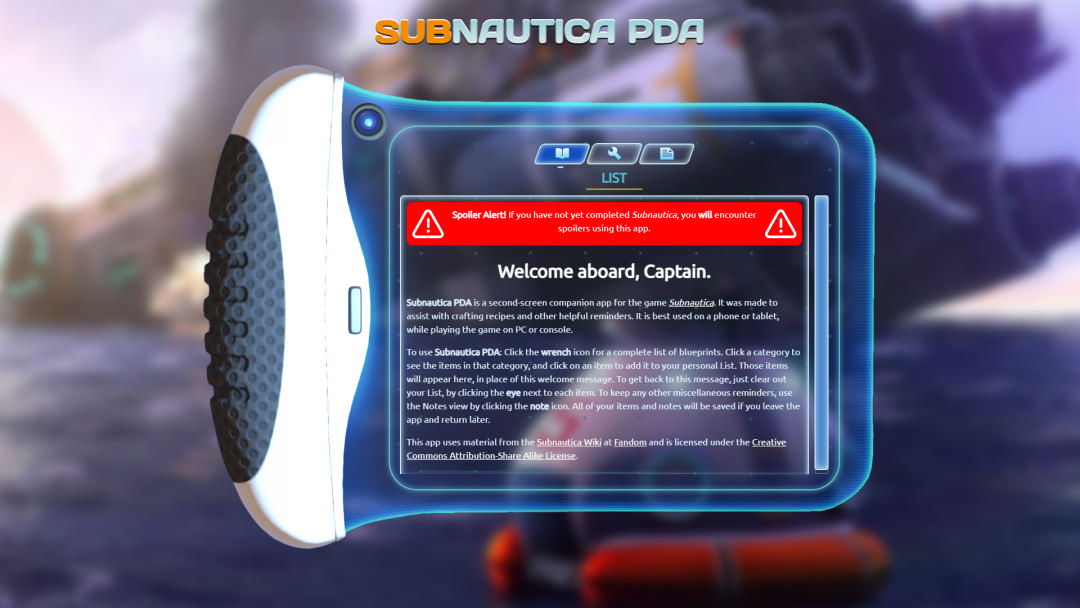 SUBNAUTICA PDA
LIST
Spoiler Alert! If you have not yet completed Subnautica, you will encounter
spoilers using this app.
Welcome aboard, Captain.
Subnautica PDA is a second-screen companion app for the game Subnautica. It was made to
assist with crafting recipes and other helpful reminders. It is best used on a phone or tablet,
while playing the game on PC or console.
To use Subnautica PDA: Click the wrench icon for a complete list of blueprints. Click a category to
see the items in that category, and click on an item to add it to your personal List. Those items
will appear here, in place of this welcome message. To get back to this message, just clear out
your List, by clicking the eye next to each item. To keep any other miscellaneous reminders, use
the Notes view by clicking the note icon. All of your items and notes will be saved if you leave the
app and return later.
This app uses material from the Subnautica Wiki at Fandom and is licensed under the Creative
Commons Attribution-Share Alike License.